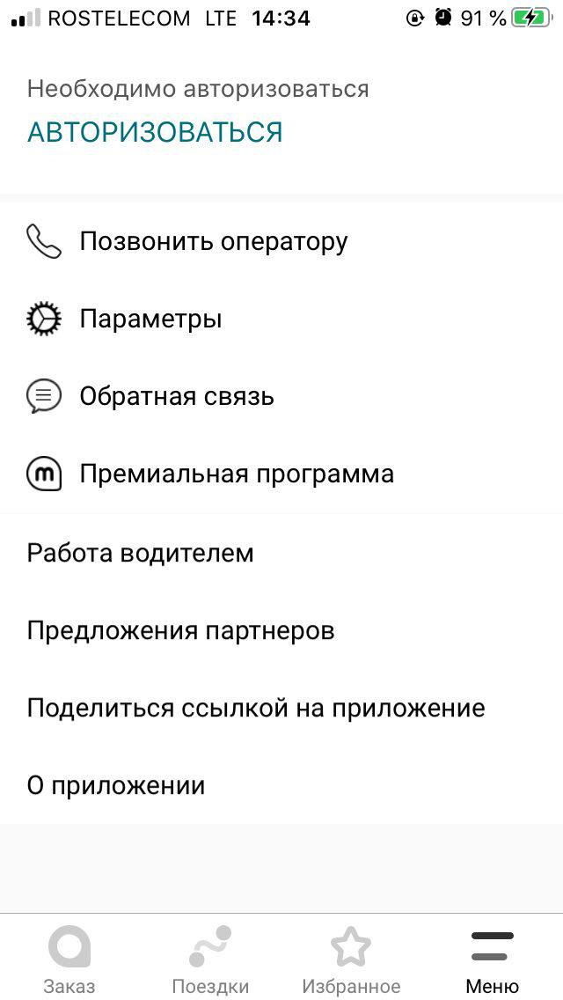 ROSTELECOM LTE 14:34 91 %
Необходимо авторизоваться
АВТОРИЗОВАТЬСЯ
Позвонить оператору
Параметры
Обратная связь
m Премиальная программа
Работа водителем
Предложения партнеров
Поделиться ссылкой на приложение
О приложении
Заказ Поездки Избранное Меню